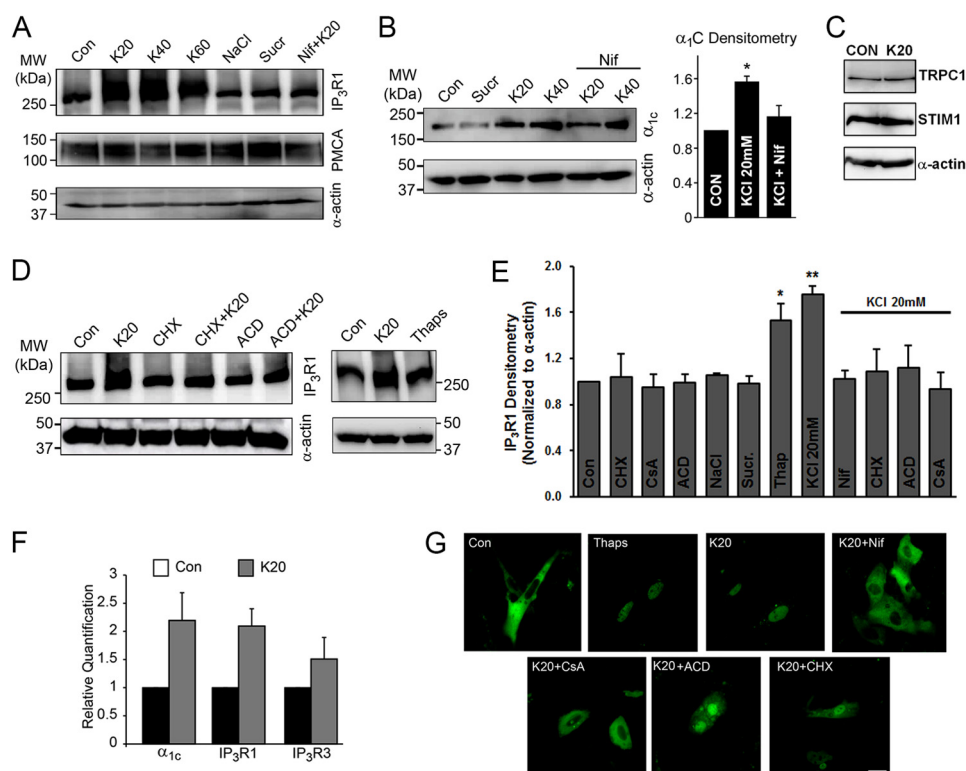 A
MW
(kDa)
Con
K20
K40
K60
NaCl
Sucr
Nif+K20
250
IP3R1
150
100
PMCA
50
37
α-actin
B
MW
(kDa)
Con
Sucr
K20
K40
Nif
K20
K40
250
150
α1c
50
37
α-actin
α1C Densitometry
1.6
1.2
0.8
0.4
0
*
CON
KCl 20mM
KCl + Nif
C
CON K20
TRPC1
STIM1
α-actin
D
MW
(kDa)
Con
K20
CHX
CHX+K20
ACD
ACD+K20
250
IP3R1
50
37
α-actin
Con
K20
Thaps
250
50
37
E
IP3R1 Densitometry
(Normalized to α-actin)
2.0
1.6
1.2
0.8
0.4
0.0
*
**
KCl 20mM
Con
CHX
CsA
ACD
NaCl
Sucr.
Thap
KCl 20mM
Nif
CHX
ACD
CsA
F
Con
K20
Relative Quantification
3
2.5
2
1.5
1
0.5
0
α1c
IP3R1
IP3R3
G
Con
Thaps
K20
K20+Nif
K20+CsA
K20+ACD
K20+CHX